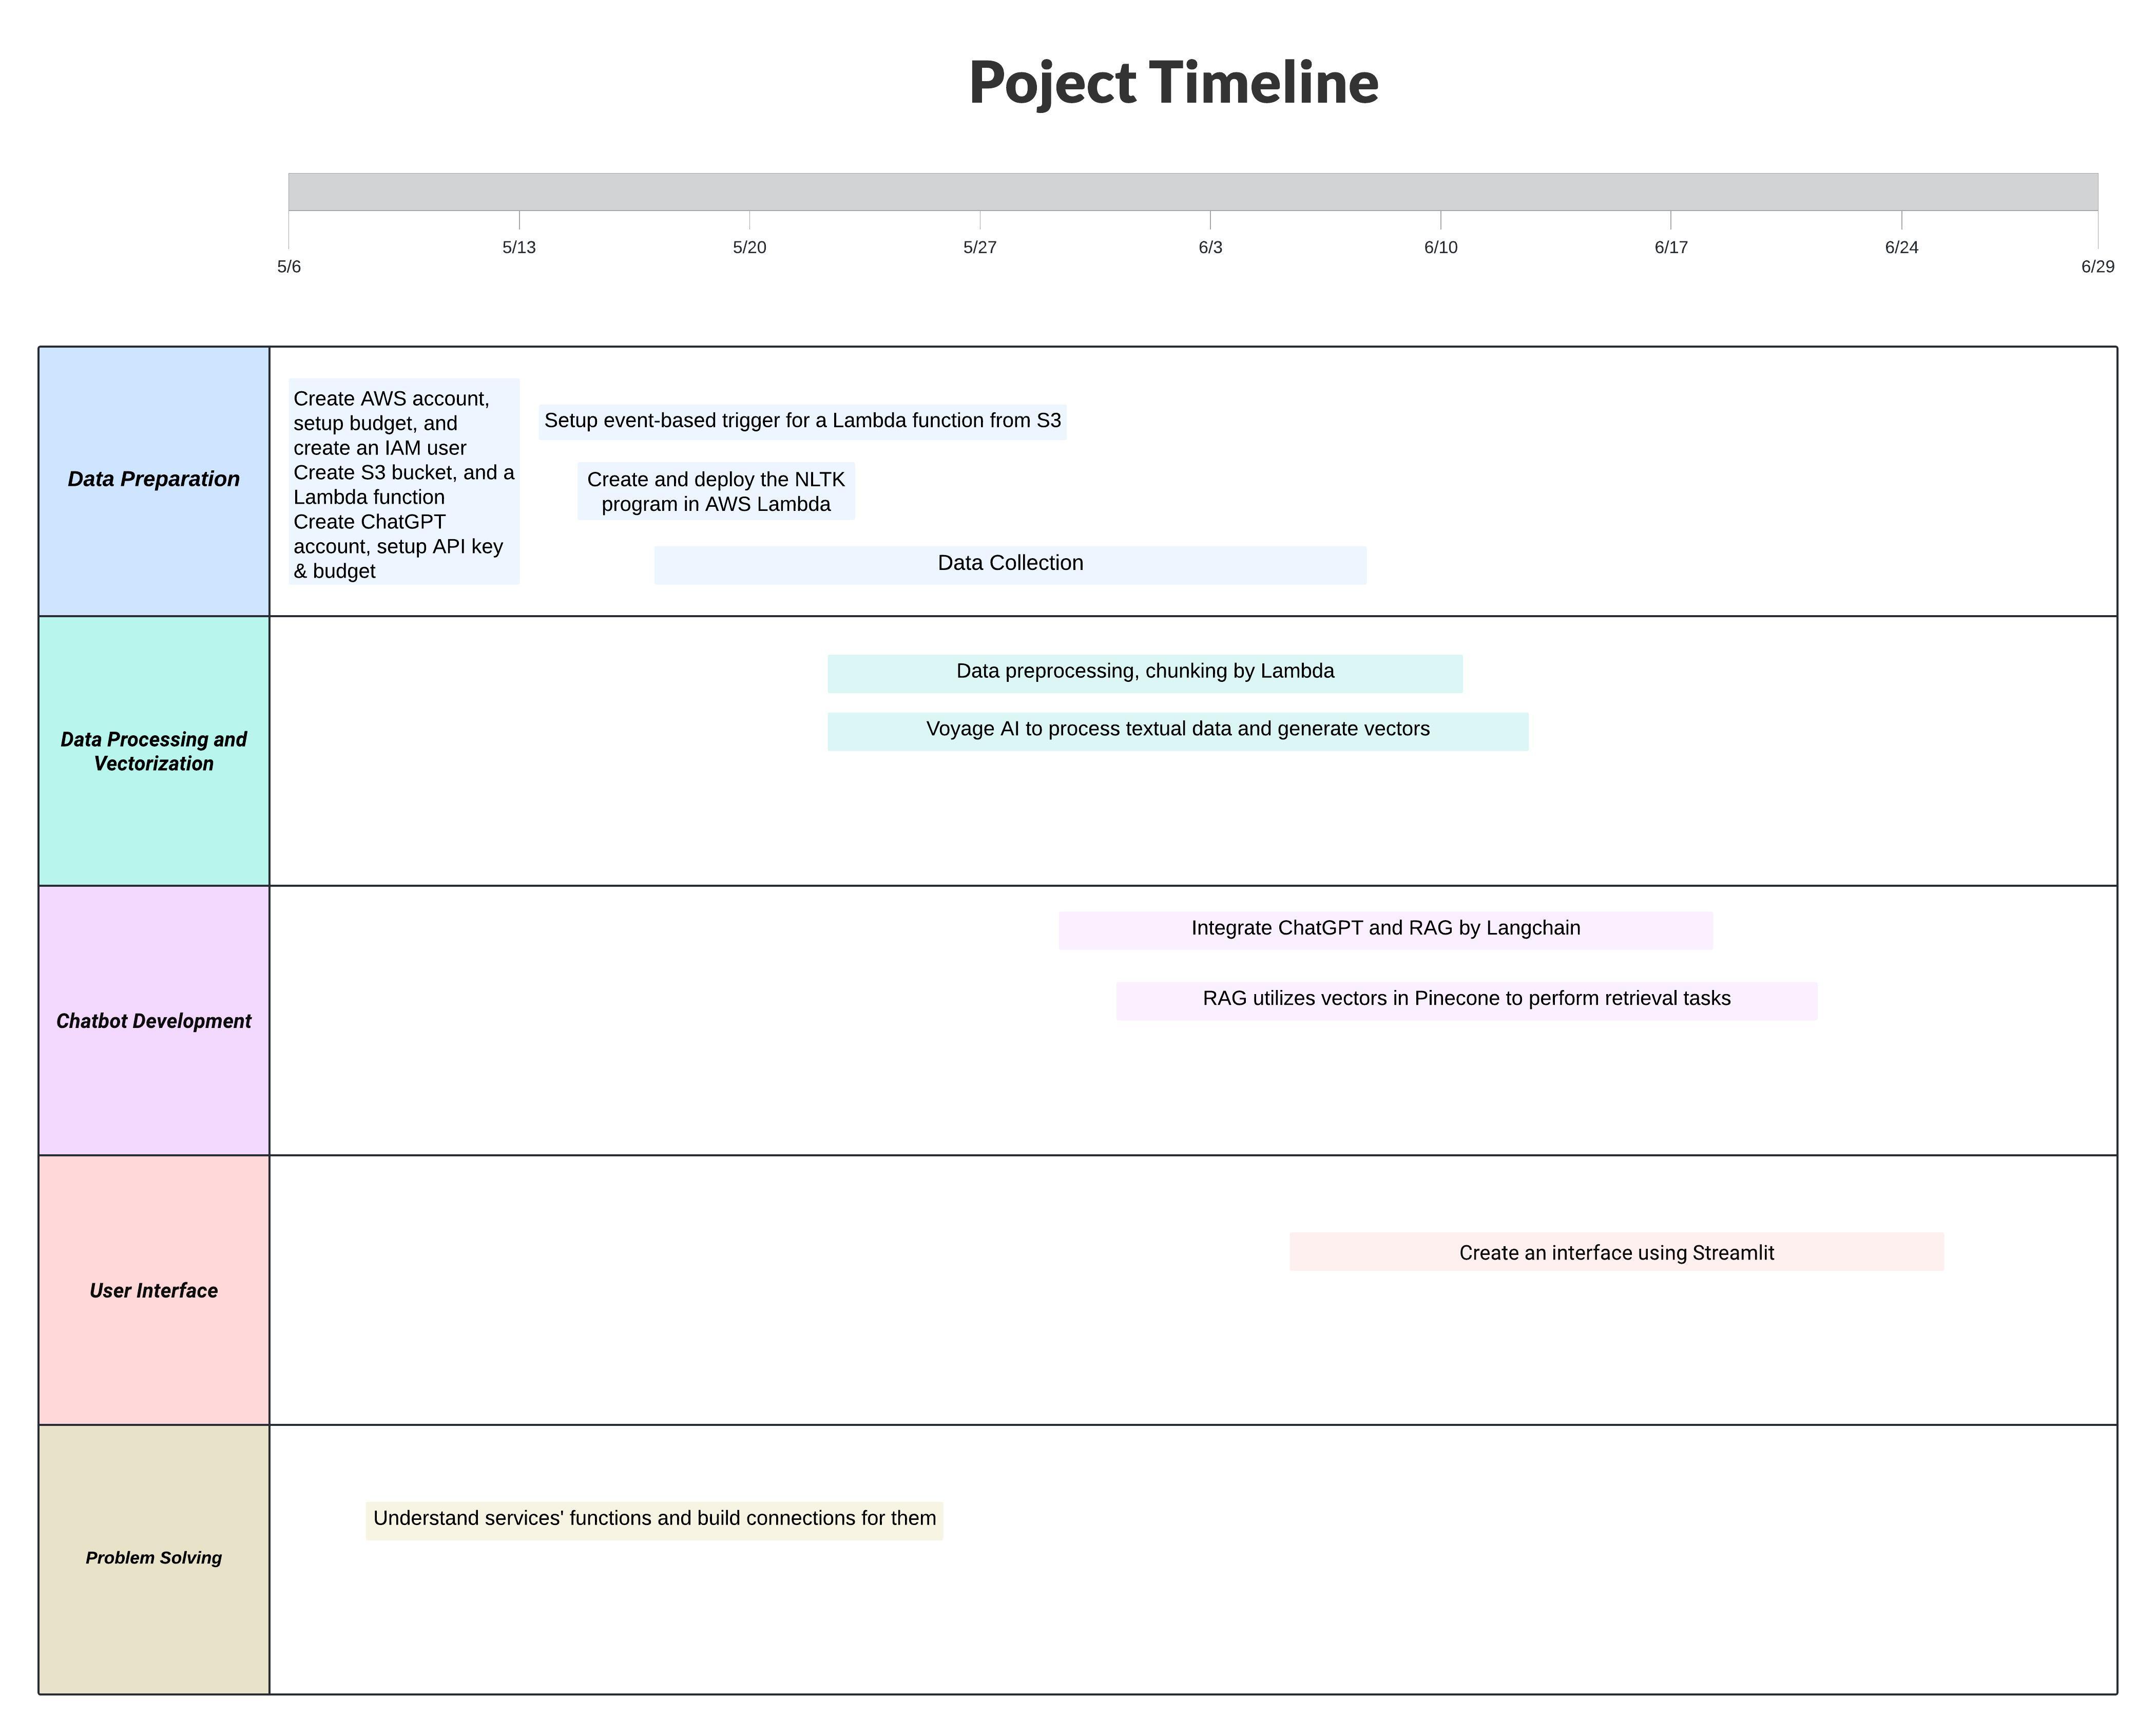 Poject Timeline
5/6
5/13
5/20
5/27
6/3
6/10
6/17
6/24
6/29
Data Preparation
Create AWS account,
setup budget, and
create an IAM user
Create S3 bucket, and a
Lambda function
Create ChatGPT
account, setup API key
& budget
Setup event-based trigger for a Lambda function from S3
Create and deploy the NLTK
program in AWS Lambda
Data Collection
Data Processing and
Vectorization
Data preprocessing, chunking by Lambda
Voyage AI to process textual data and generate vectors
Chatbot Development
Integrate ChatGPT and RAG by Langchain
RAG utilizes vectors in Pinecone to perform retrieval tasks
User Interface
Create an interface using Streamlit
Problem Solving
Understand services' functions and build connections for them